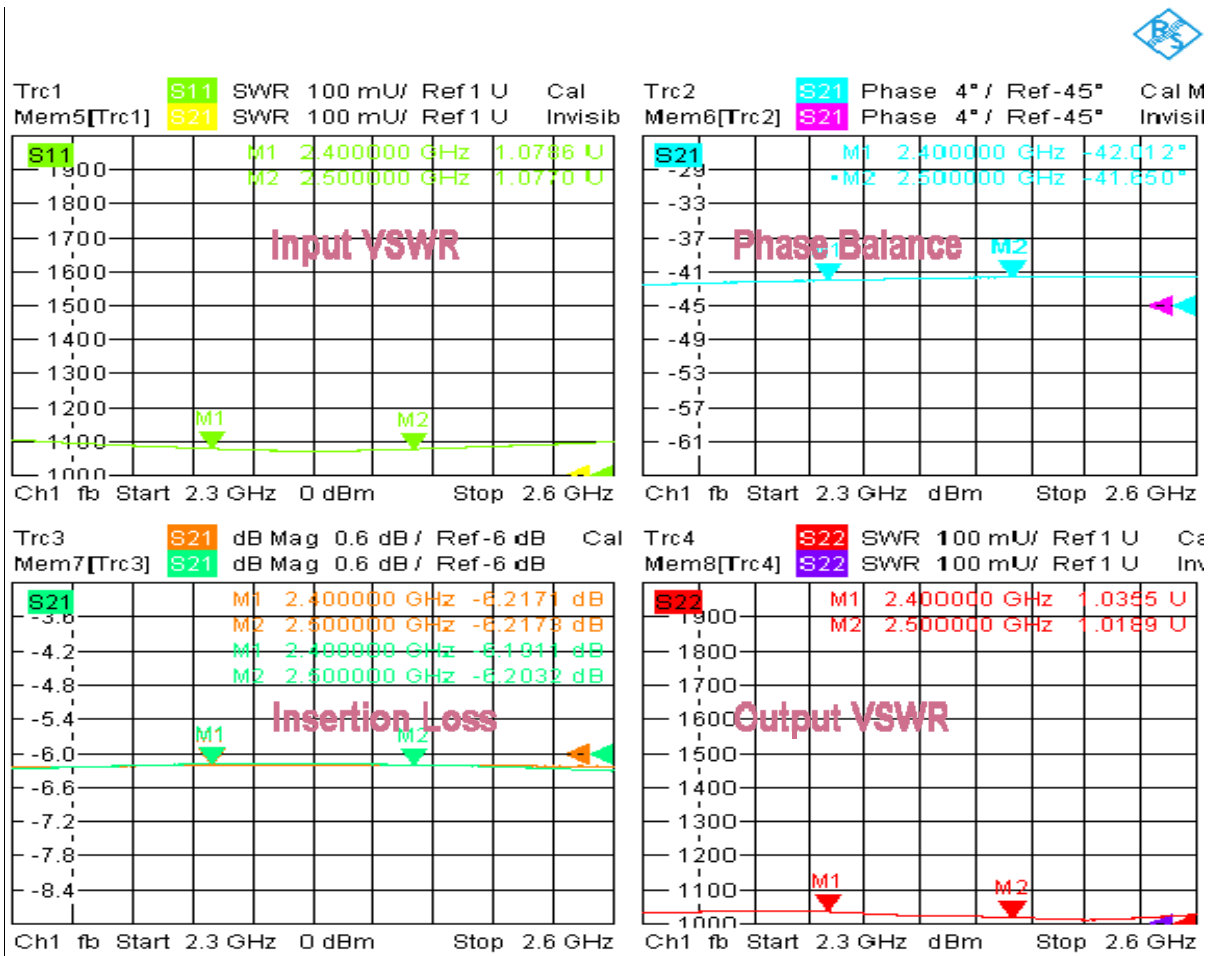 R&S
Trc1 S11 SWR 100 mU/ Ref 1 U Cal
Mem5[Trc1] S21 SWR 100 mU/ Ref 1 U Invisib
S11
M1 2.400000 GHz 1.0786 U
M2 2.500000 GHz 1.0770 U
1900
1800
1700
1600
1500
1400
1300
1200
1100
1000
Input VSWR
M1 M2
Ch1 fb Start 2.3 GHz 0 dBm Stop 2.6 GHz
Trc2 S21 Phase 4°/ Ref -45° Cal M
Mem6[Trc2] S21 Phase 4°/ Ref -45° Invisil
S21
M1 2.400000 GHz -42.012°
•M2 2.500000 GHz -41.650°
-29
-33
-37
-41
-45
-49
-53
-57
-61
Phase Balance
M1 M2
Ch1 fb Start 2.3 GHz dBm Stop 2.6 GHz
Trc3 S21 dB Mag 0.6 dB/ Ref -6 dB Cal
Mem7[Trc3] S21 dB Mag 0.6 dB/ Ref -6 dB
S21
M1 2.400000 GHz -6.2171 dB
M2 2.500000 GHz -6.2173 dB
M1 2.400000 GHz dB
M2 2.500000 GHz -6.2032 dB
-3.6
-4.2
-4.8
-5.4
-6.0
-6.6
-7.2
-7.8
-8.4
Insertion Loss
M1 M2
Ch1 fb Start 2.3 GHz 0 dBm Stop 2.6 GHz
Trc4 S22 SWR 100 mU/ Ref 1 U Ca
Mem8[Trc4] S22 SWR 100 mU/ Ref 1 U Inv
S22
M1 2.400000 GHz 1.0355 U
M2 2.500000 GHz 1.0189 U
1900
1800
1700
1600
1500
1400
1300
1200
1100
1000
Output VSWR
M1 M2
Ch1 fb Start 2.3 GHz dBm Stop 2.6 GHz